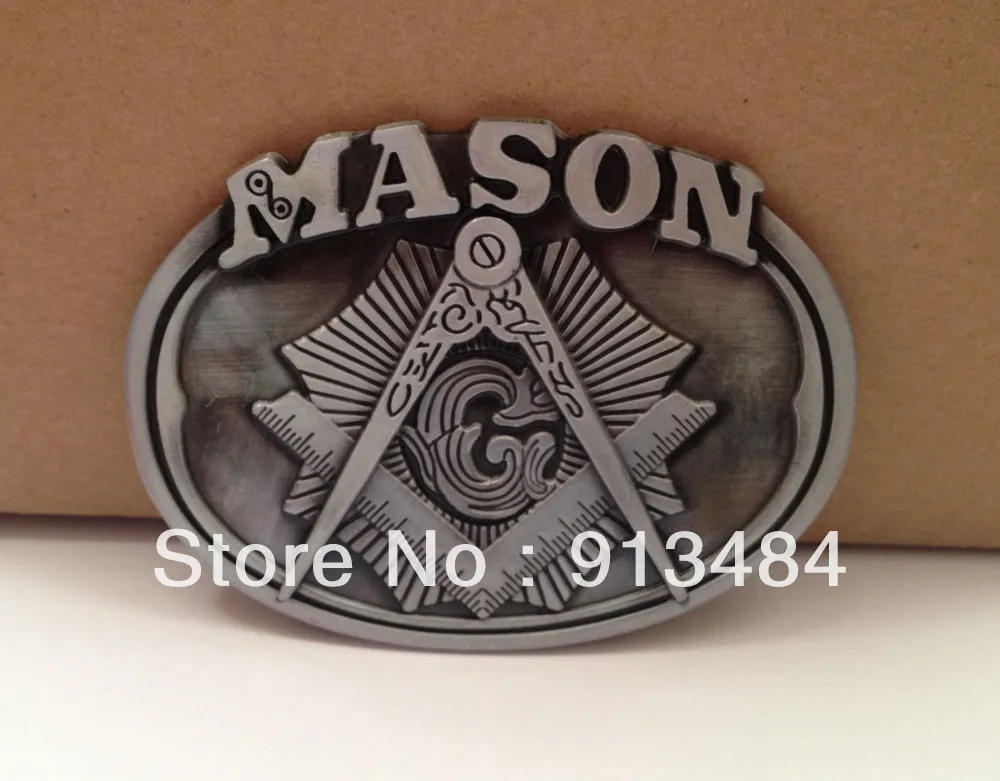 MASON
G
Store No : 913484